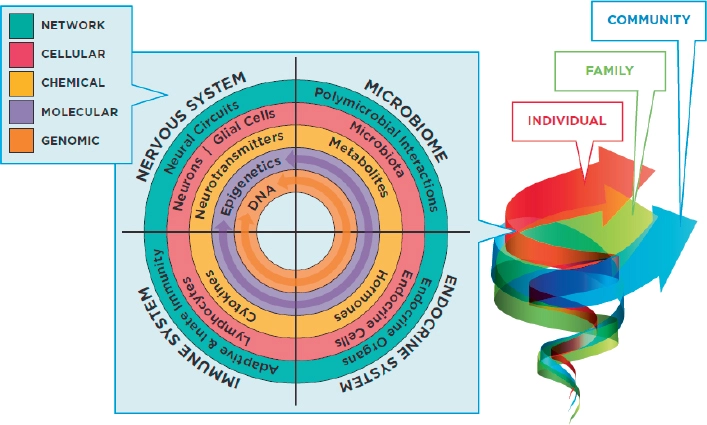 NETWORK
CELLULAR
CHEMICAL
MOLECULAR
GENOMIC
NERVOUS SYSTEM
Neural Circuits
Neurons | Glial Cells
Neurotransmitters
Epigenetics
DNA
MICROBIOME
Polymicrobial Interactions
Microbiota
Metabolites
IMMUNE SYSTEM
Adaptive & Inate Immunity
Lymphocytes
Cytokines
ENDOCRINE SYSTEM
Endocrine Organs
Endocrine Cells
Hormones
COMMUNITY
FAMILY
INDIVIDUAL